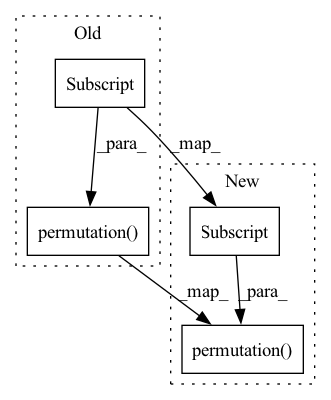 Old
Subscript
_para_
_map_
New
permutation()
Subscript
_map_
_para_
permutation()